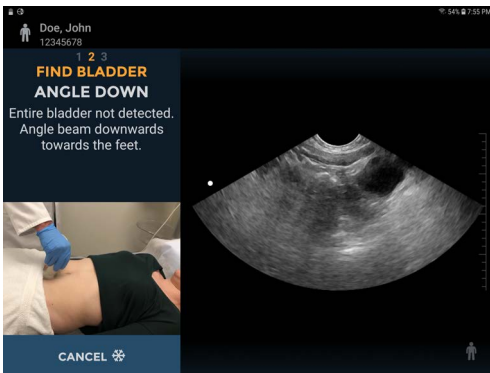 54% 7:55 PM
Doe, John
12345678
1 2 3
FIND BLADDER
ANGLE DOWN
Entire bladder not detected.
Angle beam downwards
towards the feet.
CANCEL